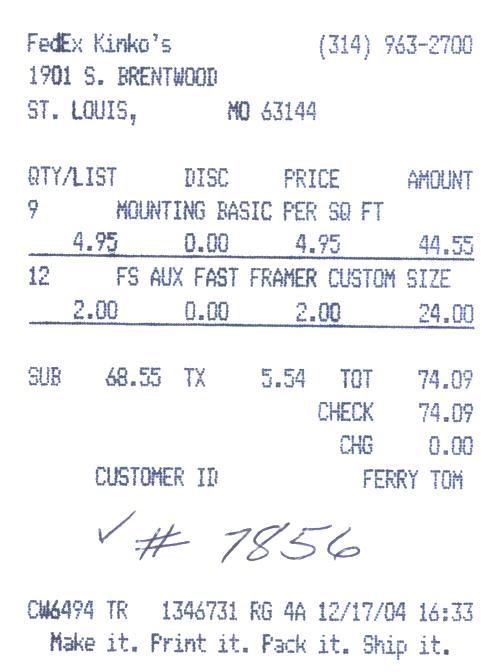 FedEx Kinko's (314) 963-2700
1901 S. BRENTWOOD
ST. LOUIS, MO 63144
QTY/LIST DISC PRICE AMOUNT
9 MOUNTING BASIC PER SQ FT
4.95 0.00 4.95 44.55
12 FS AUX FAST FRAMER CUSTOM SIZE
2.00 0.00 2.00 24.00
SUB 68.55 TX 5.54 TOT 74.09
CHECK 74.09
CHG 0.00
CUSTOMER ID FERRY TOM
✓ # 7856
CW6494 TR 1346731 RG 4A 12/17/04 16:33
Make it. Print it. Pack it. Ship it.